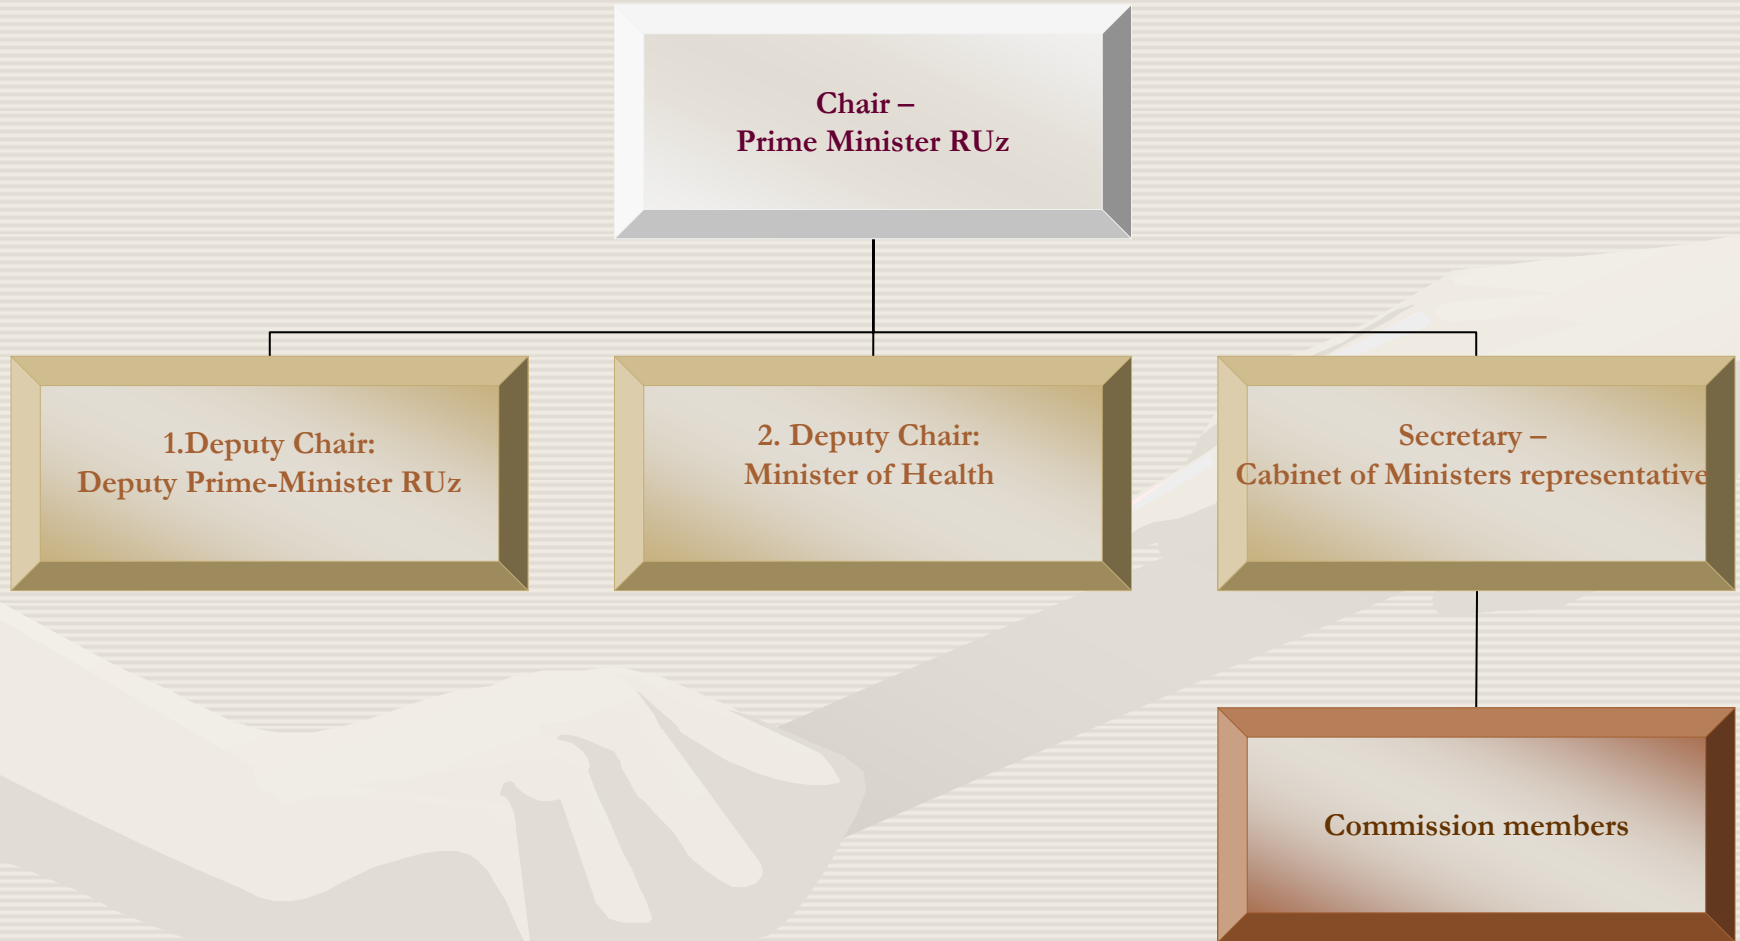 Chair –
Prime Minister RUz
1.Deputy Chair:
Deputy Prime-Minister RUz
2. Deputy Chair:
Minister of Health
Secretary –
Cabinet of Ministers representative
Commission members